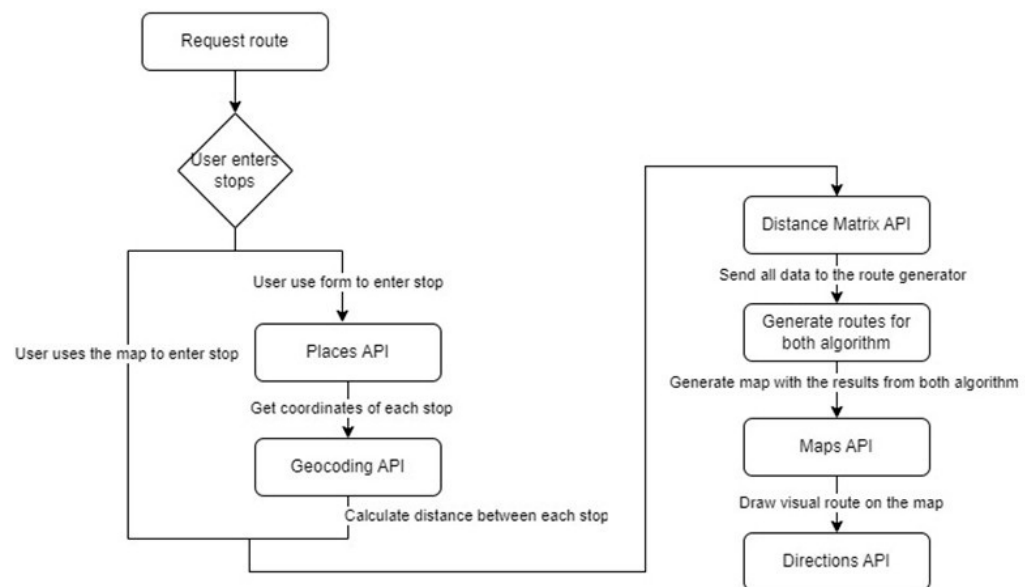 Request route
User enters
stops
User use form to enter stop
User uses the map to enter stop
Places API
Get coordinates of each stop
Geocoding API
Calculate distance between each stop
Distance Matrix API
Send all data to the route generator
Generate routes for
both algorithm
Generate map with the results from both algorithm
Maps API
Draw visual route on the map
Directions API